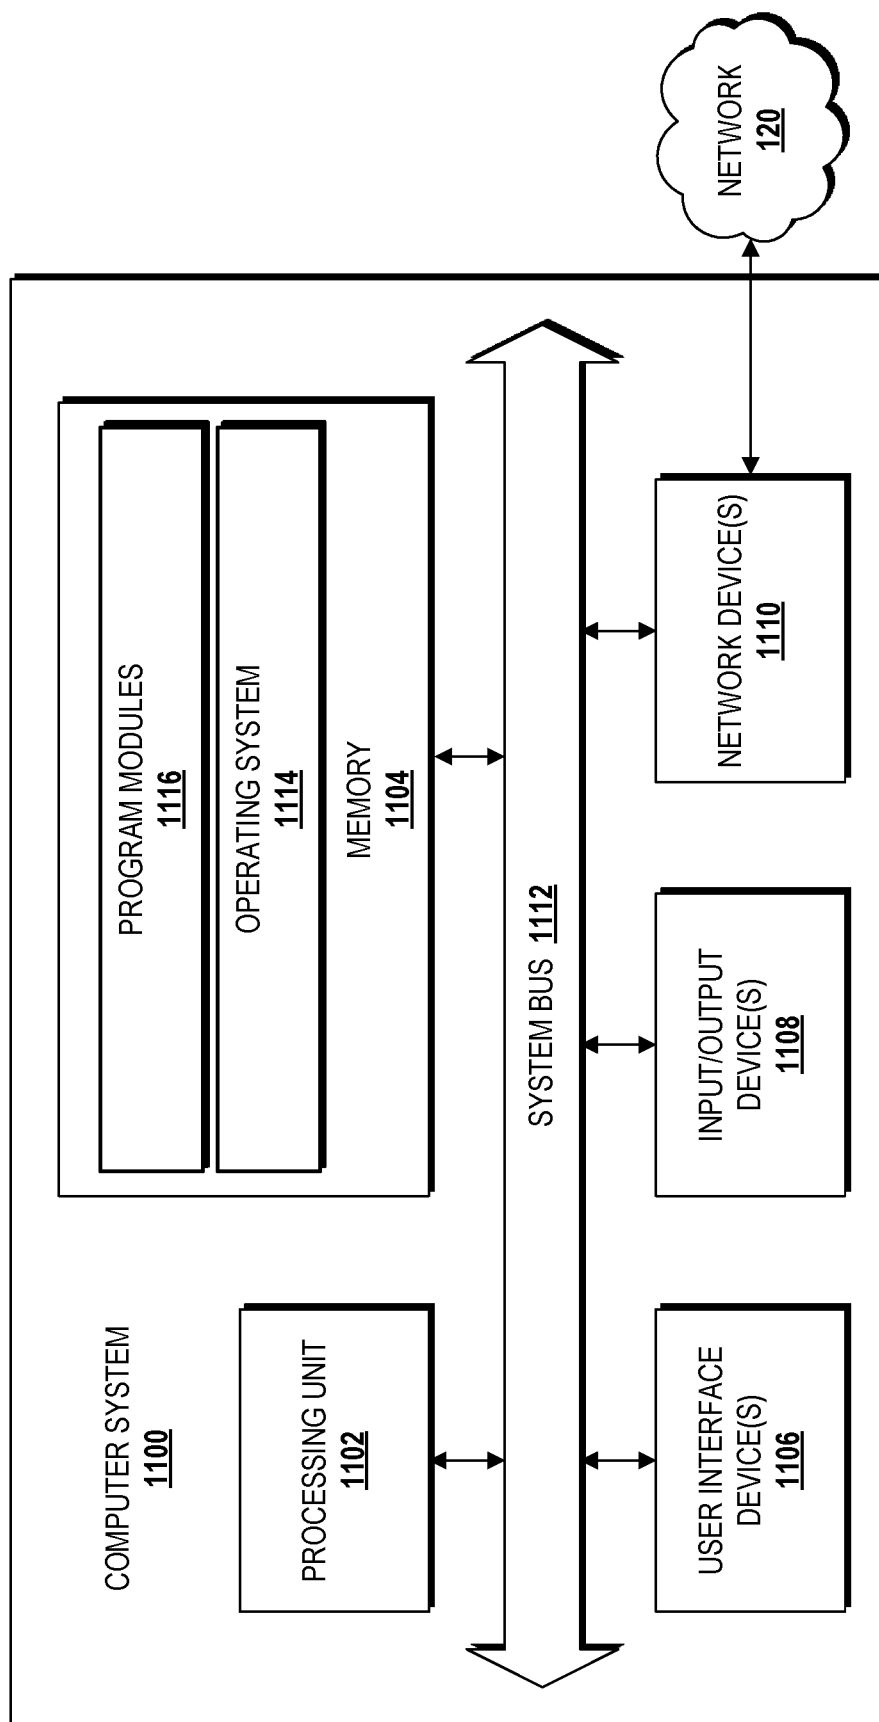 COMPUTER SYSTEM
1100
PROCESSING UNIT
1102
PROGRAM MODULES
1116
OPERATING SYSTEM
1114
MEMORY
1104
SYSTEM BUS 1112
USER INTERFACE
DEVICE(S)
1106
INPUT/OUTPUT
DEVICE(S)
1108
NETWORK DEVICE(S)
1110
NETWORK
120